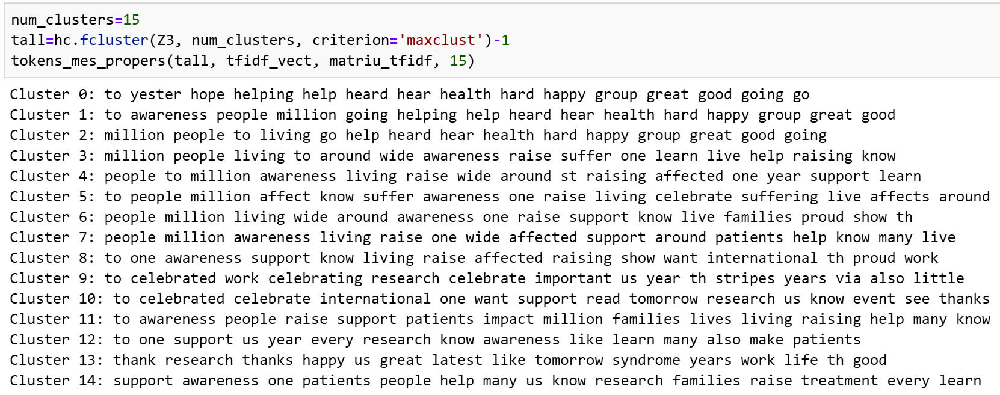 num_clusters=15
tall=hc.fcluster(Z3, num_clusters, criterion='maxclust')-1
tokens_mes_propers(tall, tfidf_vect, matriu_tfidf, 15)
Cluster 0: to yester hope helping help heard hear health hard happy group great good going go
Cluster 1: to awareness people million going helping help heard hear health hard happy group great good
Cluster 2: million people to living go help heard hear health hard happy group great good going
Cluster 3: million people living to around wide awareness raise suffer one learn live help raising know
Cluster 4: people to million awareness living raise wide around st raising affected one year support learn
Cluster 5: to people million affect know suffer awareness one raise living celebrate suffering live affects around
Cluster 6: people million living wide around awareness one raise support know live families proud show th
Cluster 7: people million awareness living raise one wide affected support around patients help know many live
Cluster 8: to one awareness support know living raise affected raising show want international th proud work
Cluster 9: to celebrated work celebrating research celebrate important us year th stripes years via also little
Cluster 10: to celebrated celebrate international one want support read tomorrow research us know event see thanks
Cluster 11: to awareness people raise support patients impact million families lives living raising help many know
Cluster 12: to one support us year every research know awareness like learn many also make patients
Cluster 13: thank research thanks happy us great latest like tomorrow syndrome years work life th good
Cluster 14: support awareness one patients people help many us know research families raise treatment every learn